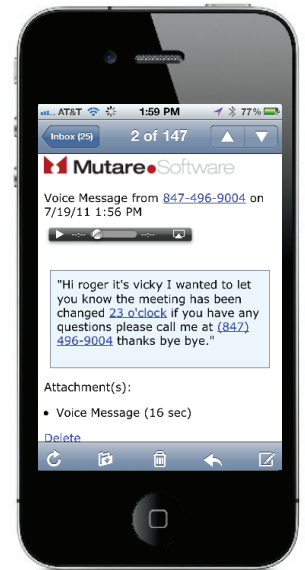 AT&T 1:59 PM 77%
Inbox (25) 2 of 147
Mutare Software
Voice Message from 847-496-9004 on
7/19/11 1:56 PM
--:-- --:--
"Hi roger it's vicky I wanted to let
you know the meeting has been
changed 23 o'clock if you have any
questions please call me at (847)
496-9004 thanks bye bye."
Attachment(s):
• Voice Message (16 sec)
Delete